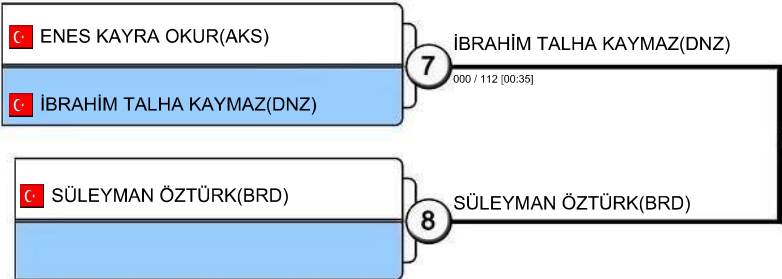 ENES KAYRA OKUR(AKS)
İBRAHİM TALHA KAYMAZ(DNZ)
7
İBRAHİM TALHA KAYMAZ(DNZ)
000 / 112 [00:35]
SÜLEYMAN ÖZTÜRK(BRD)
8
SÜLEYMAN ÖZTÜRK(BRD)